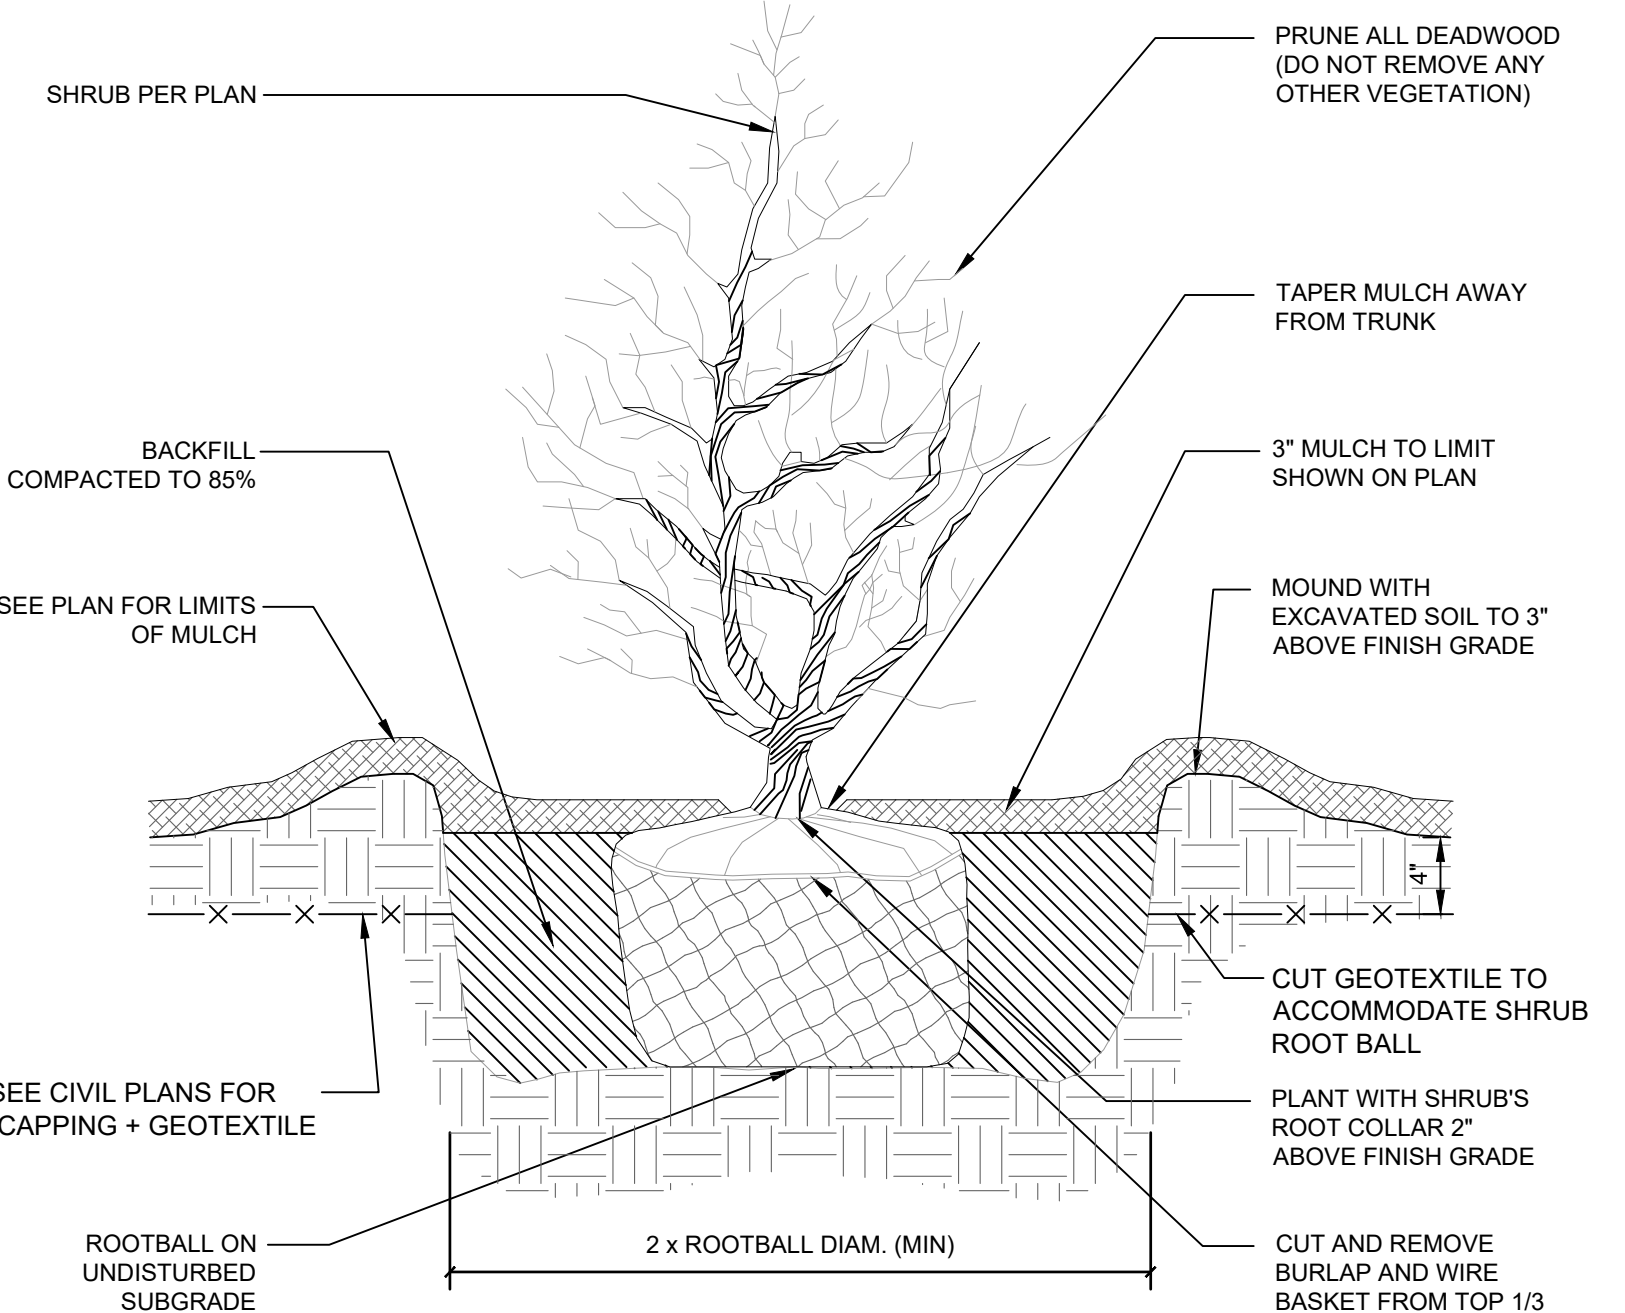 SHRUB PER PLAN
BACKFILL
COMPACTED TO 85%
SEE PLAN FOR LIMITS
OF MULCH
SEE CIVIL PLANS FOR
CAPPING + GEOTEXTILE
ROOTBALL ON
UNDISTURBED
SUBGRADE
2 x ROOTBALL DIAM. (MIN)
4"
PRUNE ALL DEADWOOD
(DO NOT REMOVE ANY
OTHER VEGETATION)
TAPER MULCH AWAY
FROM TRUNK
3" MULCH TO LIMIT
SHOWN ON PLAN
MOUND WITH
EXCAVATED SOIL TO 3"
ABOVE FINISH GRADE
CUT GEOTEXTILE TO
ACCOMMODATE SHRUB
ROOT BALL
PLANT WITH SHRUB'S
ROOT COLLAR 2"
ABOVE FINISH GRADE
CUT AND REMOVE
BURLAP AND WIRE
BASKET FROM TOP 1/3